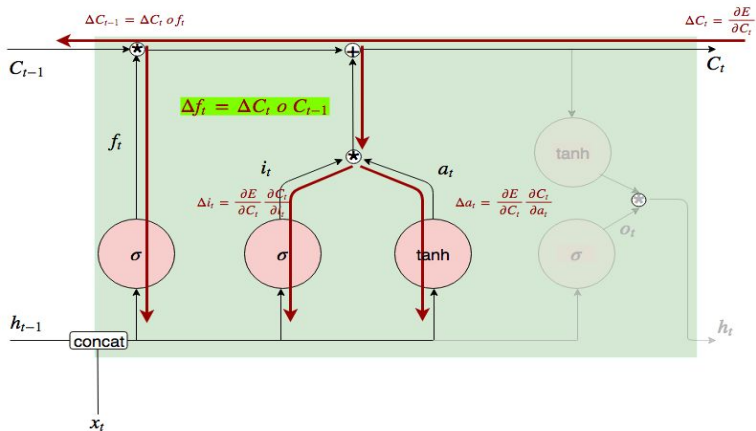 ΔC_{t−1} = ΔC_t o f_t
ΔC_t = ∂E/∂C_t
C_{t−1}
*
+
C_t
Δf_t = ΔC_t o C_{t−1}
f_t
i_t
*
a_t
tanh
Δi_t = ∂E/∂C_t ∂C_t/∂i_t
Δa_t = ∂E/∂C_t ∂C_t/∂a_t
*
o_t
σ
σ
tanh
σ
h_{t−1}
concat
h_t
x_t